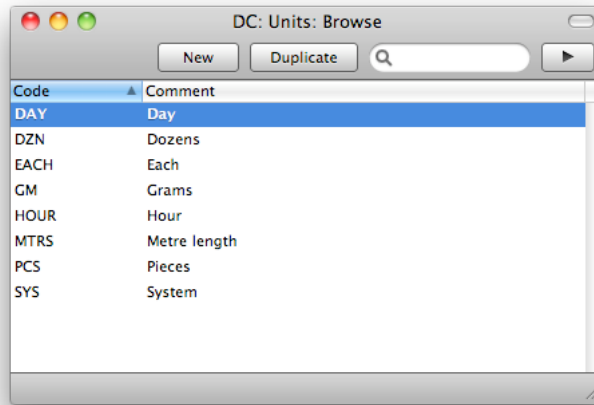 DC: Units: Browse
New Duplicate
Code Comment
DAY Day
DZN Dozens
EACH Each
GM Grams
HOUR Hour
MTRS Metre length
PCS Pieces
SYS System